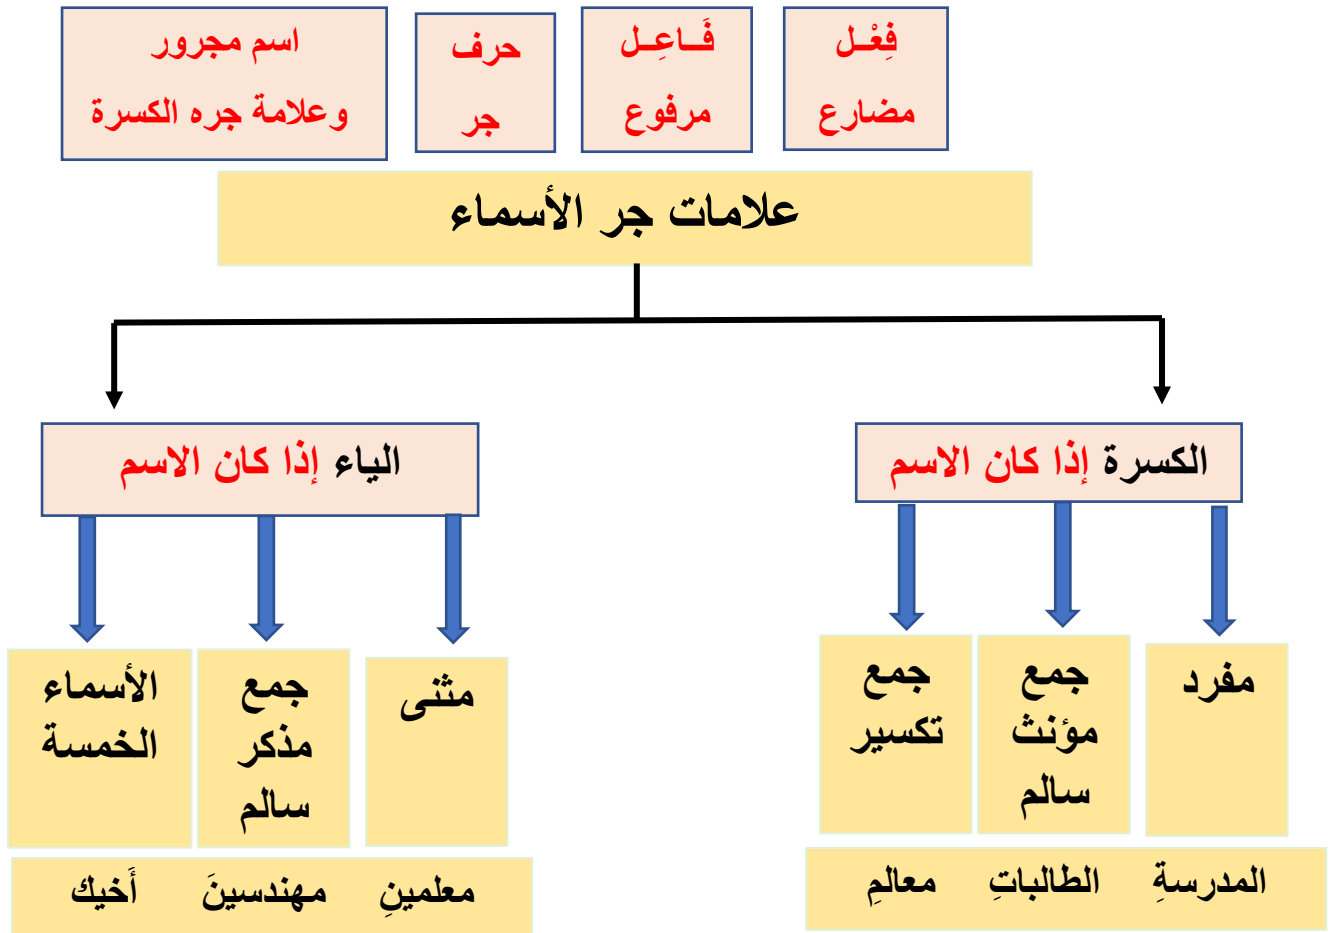 فِعْـل
مضارع
فَـاعِـل
مرفوع
حرف
جر
اسم مجرور
وعلامة جره الكسرة
علامات جر الأسماء
الكسرة إذا كان الاسم
الياء إذا كان الاسم
مفرد
جمع
مؤنث
سالم
جمع
تكسير
مثنى
جمع
مذكر
سالم
الأسماء
الخمسة
المدرسةِ الطالباتِ معالمِ
معلمينِ مهندسينَ أَخيك